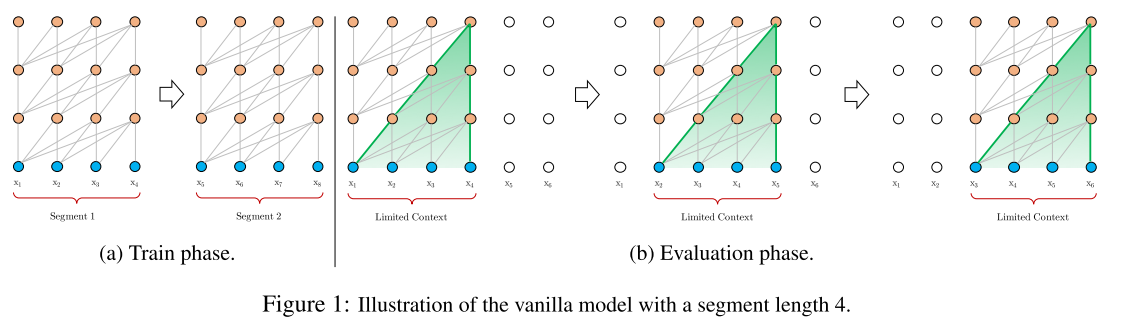 x₁ x₂ x₃ x₄
Segment 1
x₅ x₆ x₇ x₈
Segment 2
(a) Train phase.
x₁ x₂ x₃ x₄ x₅ x₆
Limited Context
x₁ x₂ x₃ x₄ x₅ x₆
Limited Context
x₁ x₂ x₃ x₄ x₅ x₆
Limited Context
(b) Evaluation phase.
Figure 1: Illustration of the vanilla model with a segment length 4.